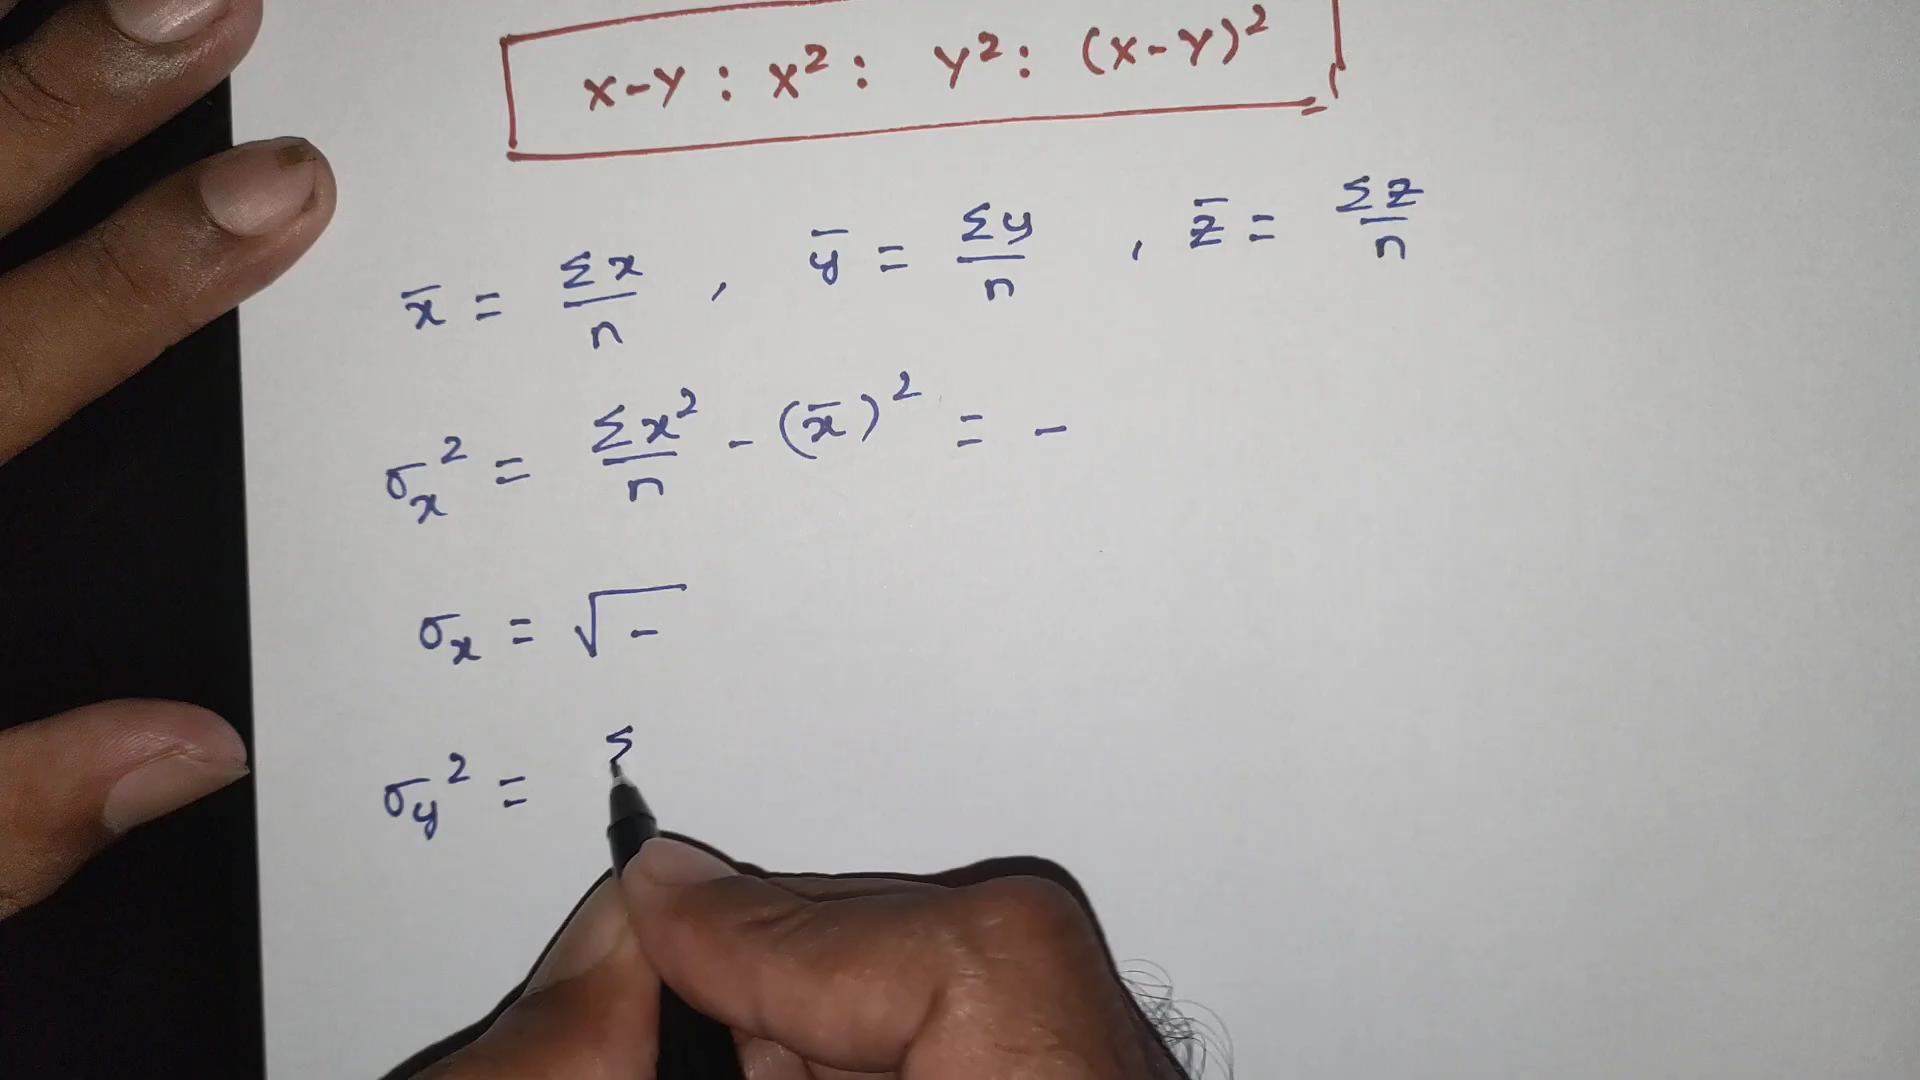 x-y : x² : y² : (x-y)²
x̄ = Σx/n , ȳ = Σy/n , z̄ = Σz/n
σx² = Σx²/n - (x̄)² = -
σx = √-
σy² = Σ